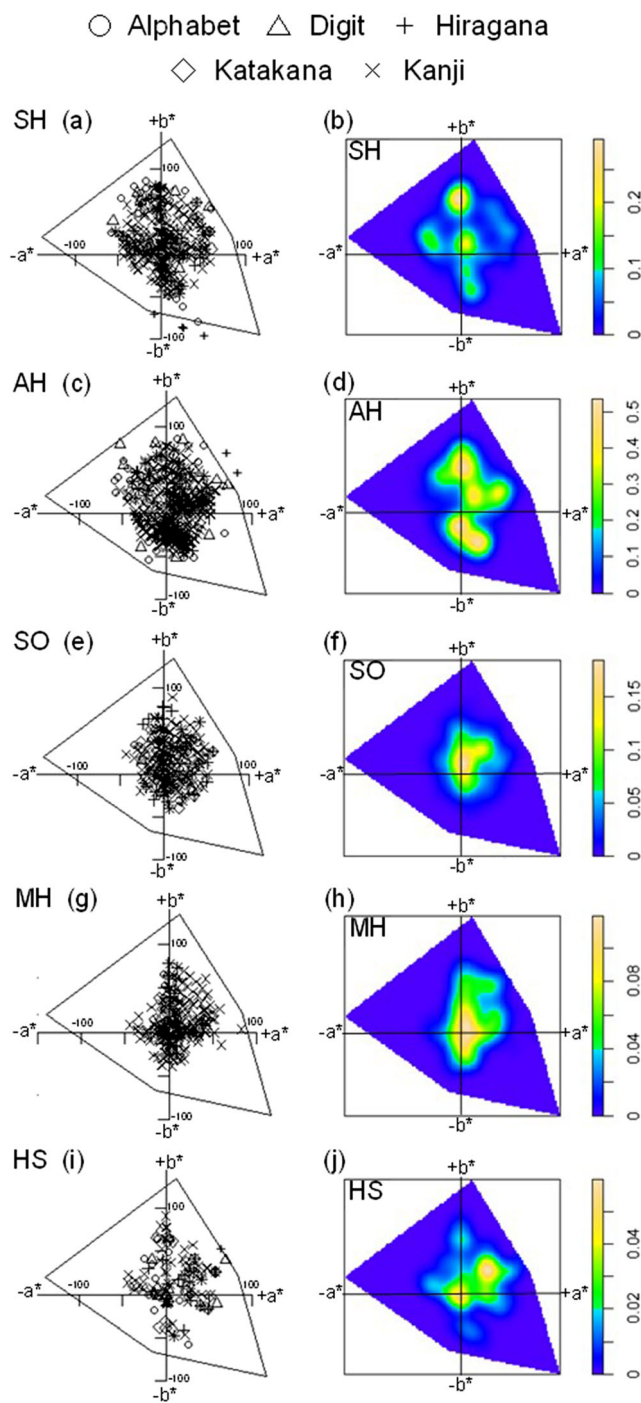 Alphabet Digit Hiragana
Katakana Kanji
SH (a) +b* 100 -a* -100 100 +a* -100 -b*
(b) SH +b* -a* +a* -b* 0 0.1 0.2
AH (c) +b* 100 -a* -100 100 +a* -100 -b*
(d) AH +b* -a* +a* -b* 0 0.1 0.2 0.3 0.4 0.5
SO (e) +b* 100 -a* -100 100 +a* -100 -b*
(f) SO +b* -a* +a* -b* 0 0.05 0.10 0.15
MH (g) +b* 100 -a* -100 100 +a* -100 -b*
(h) MH +b* -a* +a* -b* 0 0.04 0.08
HS (i) +b* 100 -a* -100 100 +a* -100 -b*
(j) HS +b* -a* +a* -b* 0 0.02 0.04